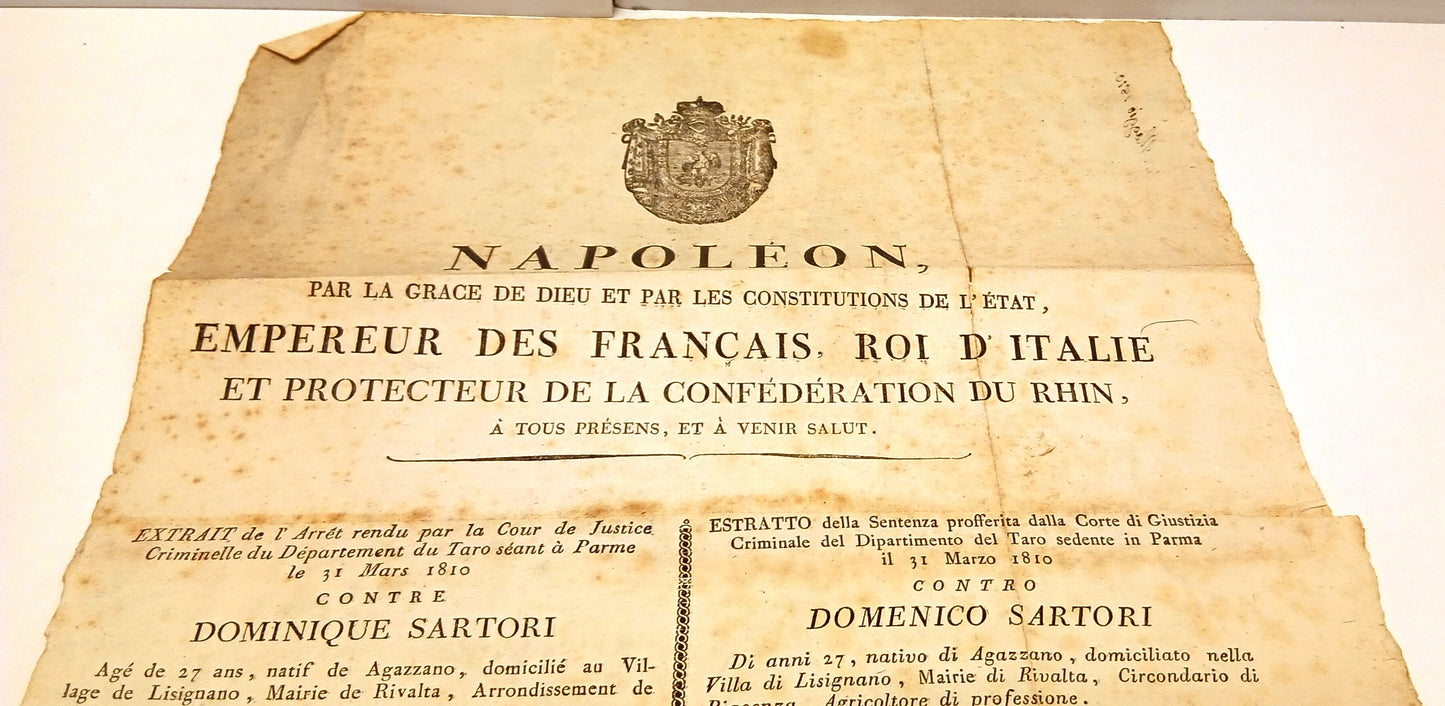 NAPOLÉON,
PAR LA GRACE DE DIEU ET PAR LES CONSTITUTIONS DE L'ÉTAT,
EMPEREUR DES FRANÇAIS, ROI D'ITALIE
ET PROTECTEUR DE LA CONFÉDÉRATION DU RHIN,
À TOUS PRÉSENS, ET À VENIR SALUT.
EXTRAIT de l'Arrét rendu par la Cour de Justice
Criminelle du Département du Taro séant à Parme
le 31 Mars 1810
CONTRE
DOMINIQUE SARTORI
Agé de 27 ans, natif de Agazzano, domicilié au Vil-
lage de Lisignano, Mairie de Rivalta, Arrondissement de
ESTRATTO della Sentenza profferita dalla Corte di Giustizia
Criminale del Dipartimento del Taro sedente in Parma
il 31 Marzo 1810
CONTRO
DOMENICO SARTORI
Di anni 27, nativo di Agazzano, domiciliato nella
Villa di Lisignano, Mairie di Rivalta, Circondario di
Piacenza, Agricoltore di professione.